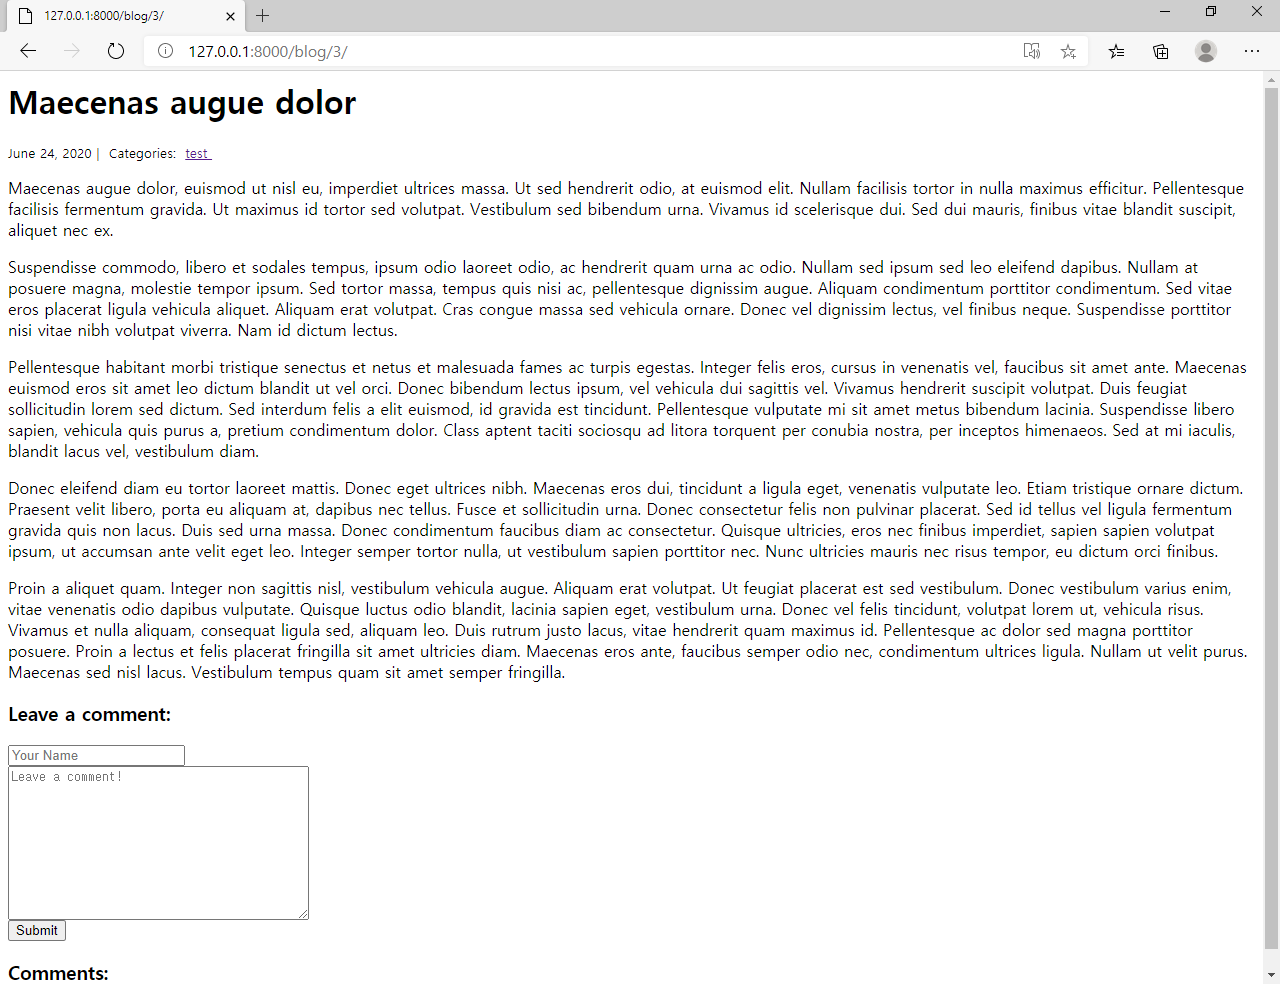 127.0.0.1:8000/blog/3/
127.0.0.1:8000/blog/3/
Maecenas augue dolor
June 24, 2020 | Categories: test
Maecenas augue dolor, euismod ut nisl eu, imperdiet ultrices massa. Ut sed hendrerit odio, at euismod elit. Nullam facilisis tortor in nulla maximus efficitur. Pellentesque
facilisis fermentum gravida. Ut maximus id tortor sed volutpat. Vestibulum sed bibendum urna. Vivamus id scelerisque dui. Sed dui mauris, finibus vitae blandit suscipit,
aliquet nec ex.
Suspendisse commodo, libero et sodales tempus, ipsum odio laoreet odio, ac hendrerit quam urna ac odio. Nullam sed ipsum sed leo eleifend dapibus. Nullam at
posuere magna, molestie tempor ipsum. Sed tortor massa, tempus quis nisi ac, pellentesque dignissim augue. Aliquam condimentum porttitor condimentum. Sed vitae
eros placerat ligula vehicula aliquet. Aliquam erat volutpat. Cras congue massa sed vehicula ornare. Donec vel dignissim lectus, vel finibus neque. Suspendisse porttitor
nisi vitae nibh volutpat viverra. Nam id dictum lectus.
Pellentesque habitant morbi tristique senectus et netus et malesuada fames ac turpis egestas. Integer felis eros, cursus in venenatis vel, faucibus sit amet ante. Maecenas
euismod eros sit amet leo dictum blandit ut vel orci. Donec bibendum lectus ipsum, vel vehicula dui sagittis vel. Vivamus hendrerit suscipit volutpat. Duis feugiat
sollicitudin lorem sed dictum. Sed interdum felis a elit euismod, id gravida est tincidunt. Pellentesque vulputate mi sit amet metus bibendum lacinia. Suspendisse libero
sapien, vehicula quis purus a, pretium condimentum dolor. Class aptent taciti sociosqu ad litora torquent per conubia nostra, per inceptos himenaeos. Sed at mi iaculis,
blandit lacus vel, vestibulum diam.
Donec eleifend diam eu tortor laoreet mattis. Donec eget ultrices nibh. Maecenas eros dui, tincidunt a ligula eget, venenatis vulputate leo. Etiam tristique ornare dictum.
Praesent velit libero, porta eu aliquam at, dapibus nec tellus. Fusce et sollicitudin urna. Donec consectetur felis non pulvinar placerat. Sed id tellus vel ligula fermentum
gravida quis non lacus. Duis sed urna massa. Donec condimentum faucibus diam ac consectetur. Quisque ultricies, eros nec finibus imperdiet, sapien sapien volutpat
ipsum, ut accumsan ante velit eget leo. Integer semper tortor nulla, ut vestibulum sapien porttitor nec. Nunc ultricies mauris nec risus tempor, eu dictum orci finibus.
Proin a aliquet quam. Integer non sagittis nisl, vestibulum vehicula augue. Aliquam erat volutpat. Ut feugiat placerat est sed vestibulum. Donec vestibulum varius enim,
vitae venenatis odio dapibus vulputate. Quisque luctus odio blandit, lacinia sapien eget, vestibulum urna. Donec vel felis tincidunt, volutpat lorem ut, vehicula risus.
Vivamus et nulla aliquam, consequat ligula sed, aliquam leo. Duis rutrum justo lacus, vitae hendrerit quam maximus id. Pellentesque ac dolor sed magna porttitor
posuere. Proin a lectus et felis placerat fringilla sit amet ultricies diam. Maecenas eros ante, faucibus semper odio nec, condimentum ultrices ligula. Nullam ut velit purus.
Maecenas sed nisl lacus. Vestibulum tempus quam sit amet semper fringilla.
Leave a comment:
Your Name
Leave a comment!
Submit
Comments: